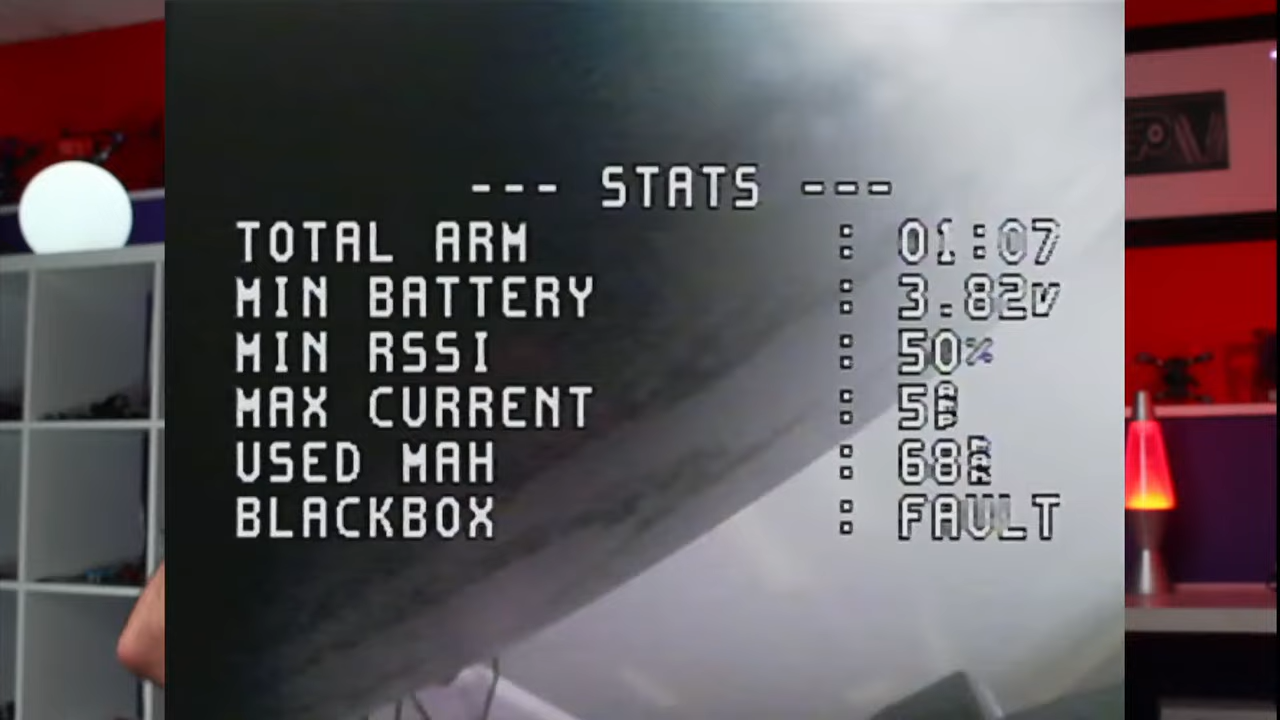 --- STATS ---
TOTAL ARM : 01:07
MIN BATTERY : 3.82V
MIN RSSI : 50%
MAX CURRENT : 5A
USED MAH : 68
BLACKBOX : FAULT